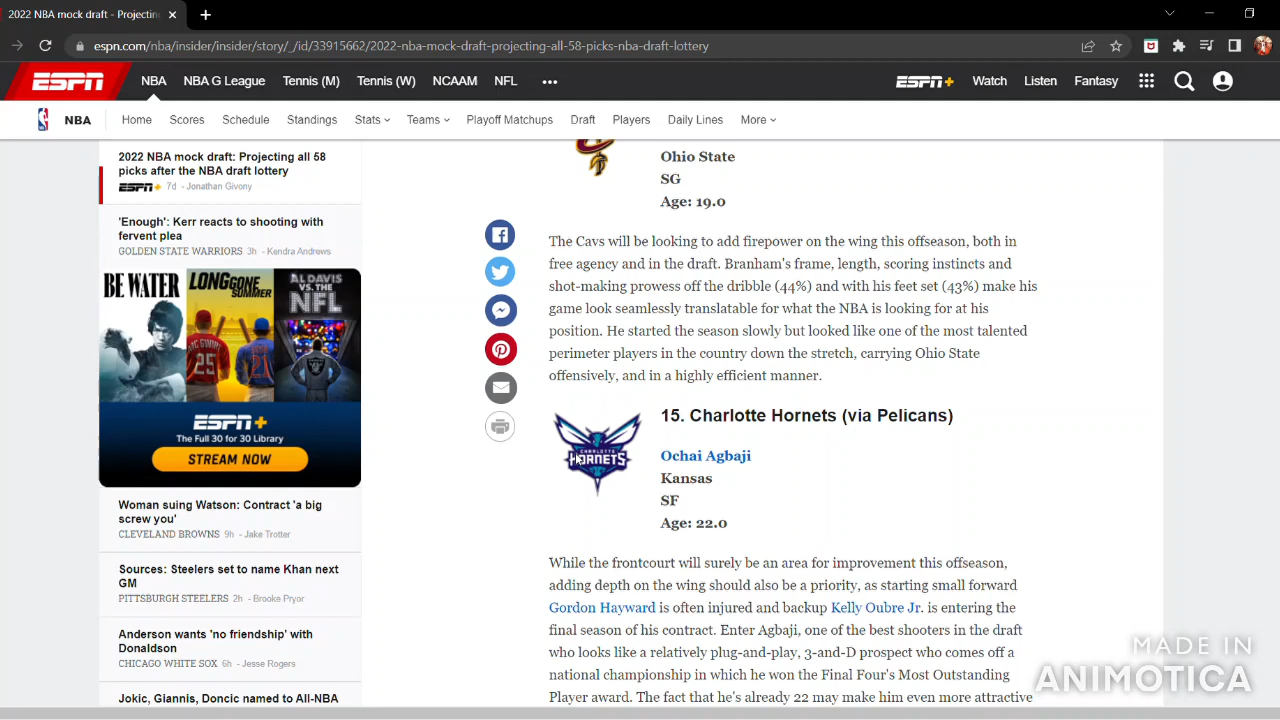 2022 NBA mock draft - Projectin
espn.com/nba/insider/insider/story/_/id/33915662/2022-nba-mock-draft-projecting-all-58-picks-nba-draft-lottery
ESPN NBA NBA G League Tennis (M) Tennis (W) NCAAM NFL ESPN+ Watch Listen Fantasy
NBA Home Scores Schedule Standings Stats Teams Playoff Matchups Draft Players Daily Lines More
2022 NBA mock draft: Projecting all 58
picks after the NBA draft lottery
ESPN+ 7d - Jonathan Givony
'Enough': Kerr reacts to shooting with
fervent plea
GOLDEN STATE WARRIORS 3h - Kendra Andrews
BE WATER
LONG GONE
SUMMER
AL DAVIS
VS. THE
NFL
MC GWIRE
25
21
ESPN+
The Full 30 for 30 Library
STREAM NOW
Woman suing Watson: Contract 'a big
screw you'
CLEVELAND BROWNS 9h - Jake Trotter
Sources: Steelers set to name Khan next
GM
PITTSBURGH STEELERS 2h - Brooke Pryor
Anderson wants 'no friendship' with
Donaldson
CHICAGO WHITE SOX 6h - Jesse Rogers
Jokic, Giannis, Doncic named to All-NBA
Ohio State
SG
Age: 19.0
The Cavs will be looking to add firepower on the wing this offseason, both in
free agency and in the draft. Branham's frame, length, scoring instincts and
shot-making prowess off the dribble (44%) and with his feet set (43%) make his
game look seamlessly translatable for what the NBA is looking for at his
position. He started the season slowly but looked like one of the most talented
perimeter players in the country down the stretch, carrying Ohio State
offensively, and in a highly efficient manner.
CHARLOTTE
HORNETS
15. Charlotte Hornets (via Pelicans)
Ochai Agbaji
Kansas
SF
Age: 22.0
While the frontcourt will surely be an area for improvement this offseason,
adding depth on the wing should also be a priority, as starting small forward
Gordon Hayward is often injured and backup Kelly Oubre Jr. is entering the
final season of his contract. Enter Agbaji, one of the best shooters in the draft
who looks like a relatively plug-and-play, 3-and-D prospect who comes off a
national championship in which he won the Final Four's Most Outstanding
Player award. The fact that he's already 22 may make him even more attractive
MADE IN
ANIMOTICA